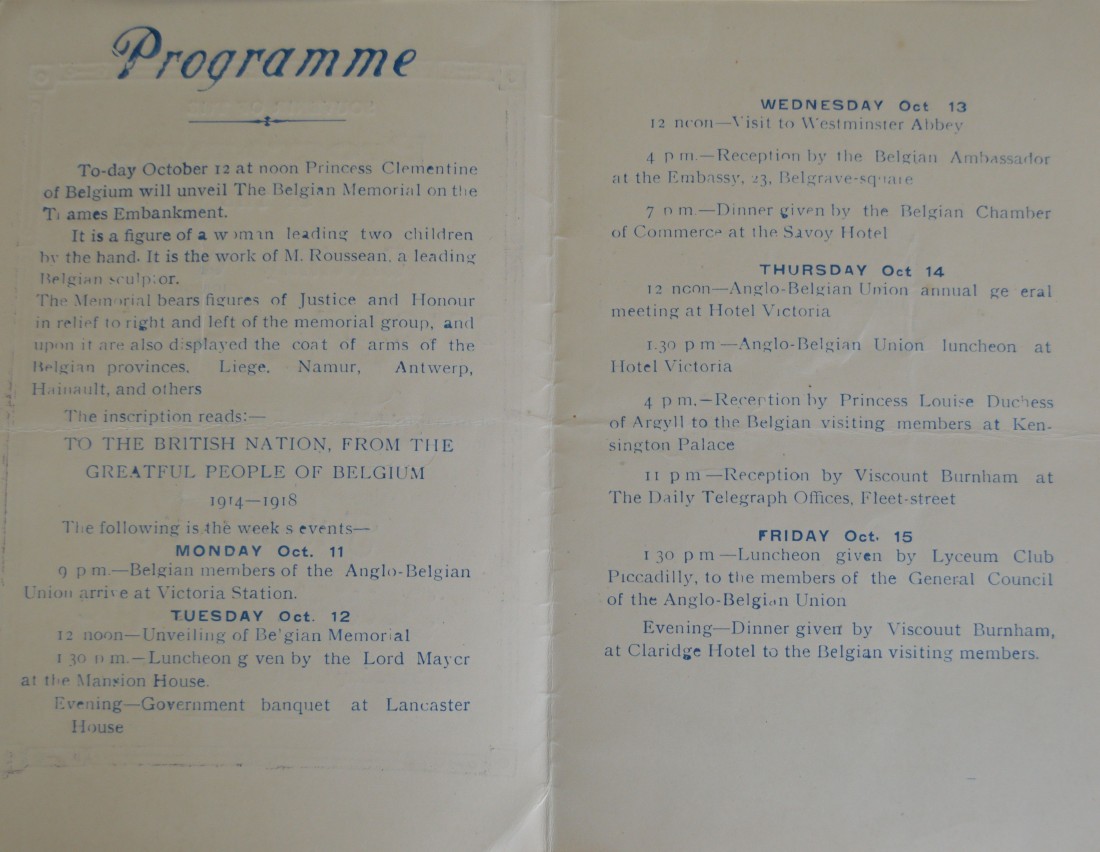 Programme
To-day October 12 at noon Princess Clementine
of Belgium will unveil The Belgian Memorial on the
Thames Embankment.
It is a figure of a woman leading two children
by the hand. It is the work of M. Roussean, a leading
Belgian sculptor.
The Memorial bears figures of Justice and Honour
in relief to right and left of the memorial group, and
upon it are also displayed the coat of arms of the
Belgian provinces, Liege, Namur, Antwerp,
Hainault, and others
The inscription reads:—
TO THE BRITISH NATION, FROM THE
GREATFUL PEOPLE OF BELGIUM
1914—1918
The following is the week s events—
MONDAY Oct. 11
9 p m.—Belgian members of the Anglo-Belgian
Union arrive at Victoria Station.
TUESDAY Oct. 12
12 noon—Unveiling of Be'gian Memorial
1 30 p m.—Luncheon g ven by the Lord Maycr
at the Mansion House.
Evening—Government banquet at Lancaster
House
WEDNESDAY Oct 13
12 ncon—Visit to Westminster Abbey
4 p m.—Reception by the Belgian Ambassador
at the Embassy, 23, Belgrave-square
7 p m.—Dinner given by the Belgian Chamber
of Commerce at the Savoy Hotel
THURSDAY Oct 14
12 ncon—Anglo-Belgian Union annual ge eral
meeting at Hotel Victoria
1.30 p m—Anglo-Belgian Union luncheon at
Hotel Victoria
4 p m.—Reception by Princess Louise Duchess
of Argyll to the Belgian visiting members at Ken-
sington Palace
11 p m—Reception by Viscount Burnham at
The Daily Telegraph Offices, Fleet-street
FRIDAY Oct. 15
1 30 p m—Luncheon given by Lyceum Club
Piccadilly, to the members of the General Council
of the Anglo-Belgian Union
Evening—Dinner given by Viscouut Burnham,
at Claridge Hotel to the Belgian visiting members.